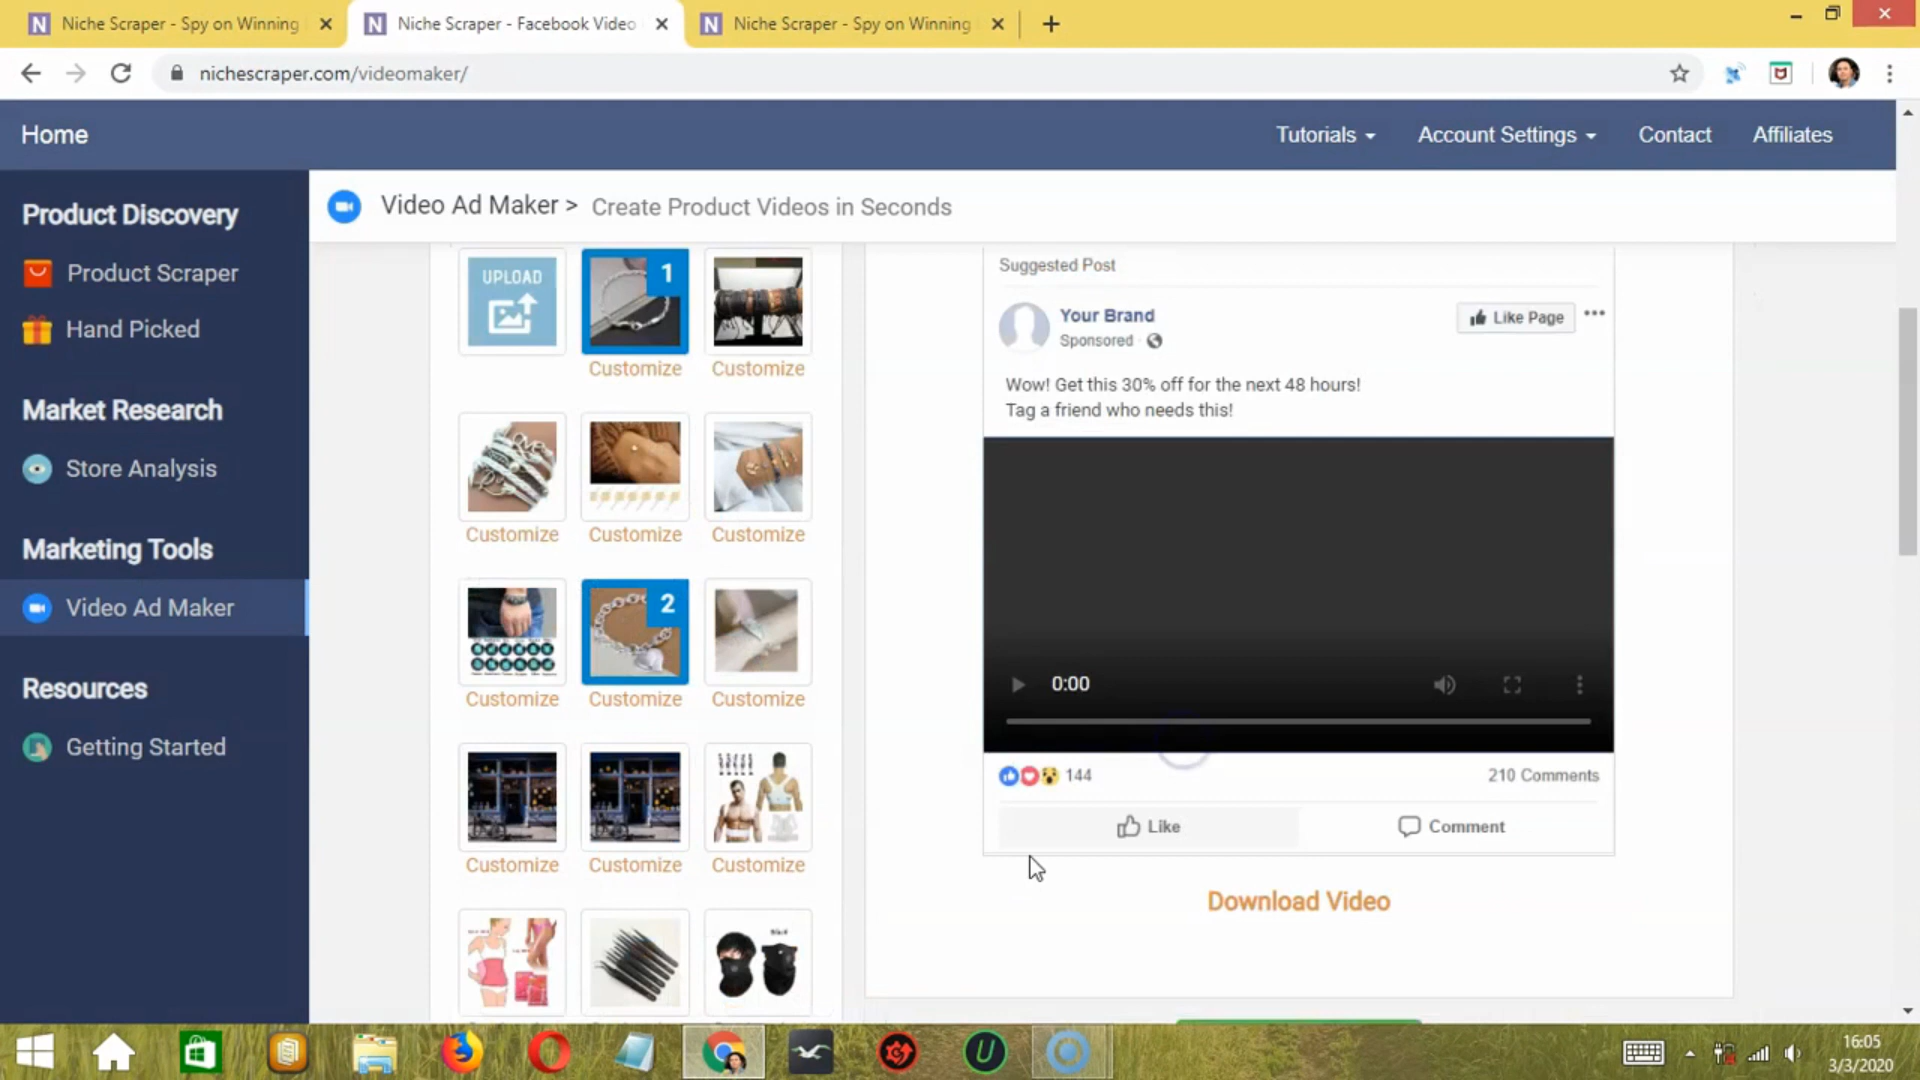 Niche Scraper - Spy on Winning
Niche Scraper - Facebook Video
Niche Scraper - Spy on Winning
nichescraper.com/videomaker/
Home
Tutorials
Account Settings
Contact
Affiliates
Product Discovery
Product Scraper
Hand Picked
Market Research
Store Analysis
Marketing Tools
Video Ad Maker
Resources
Getting Started
Video Ad Maker > Create Product Videos in Seconds
UPLOAD
1
Customize
Customize
Customize
Customize
Customize
2
Customize
Customize
Customize
Customize
Customize
Customize
Suggested Post
Your Brand
Sponsored
Like Page
Wow! Get this 30% off for the next 48 hours!
Tag a friend who needs this!
0:00
144
210 Comments
Like
Comment
Download Video
16:05
3/3/2020